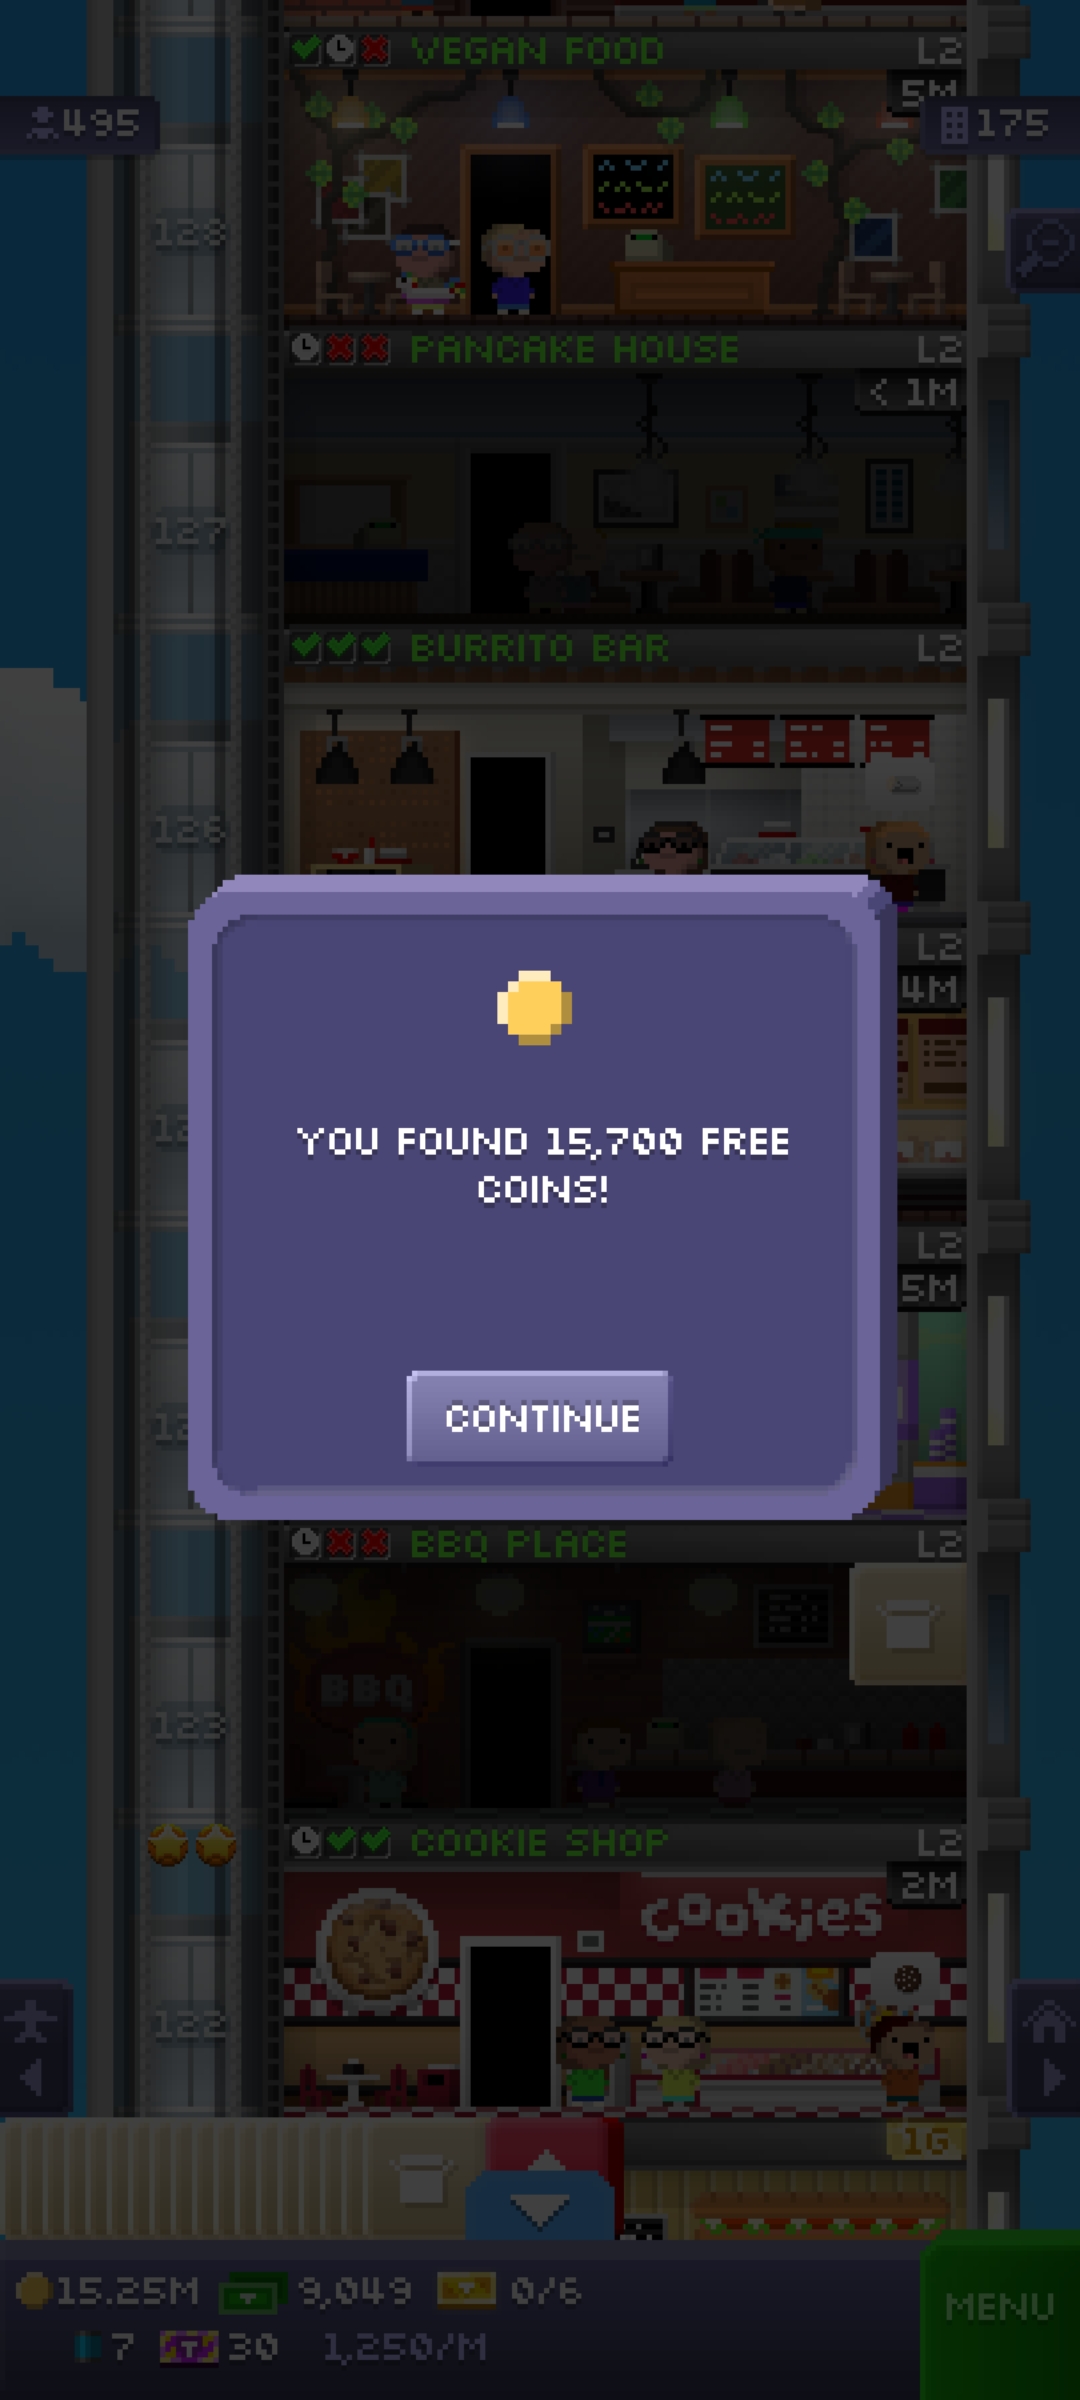 VEGAN FOOD L2
5M
495
175
128
PANCAKE HOUSE L2
< 1M
127
BURRITO BAR L2
126
L2
4M
YOU FOUND 15,700 FREE
COINS!
L2
5M
CONTINUE
BBQ PLACE L2
BBQ
123
COOKIE SHOP L2
2M
cookies
122
1G
15.25M 9,049 0/6
MENU
7 T 30 1,250/M